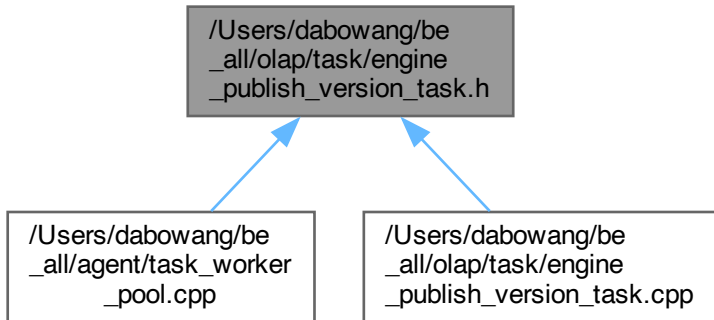 /Users/dabowang/be
_all/olap/task/engine
_publish_version_task.h
/Users/dabowang/be
_all/agent/task_worker
_pool.cpp
/Users/dabowang/be
_all/olap/task/engine
_publish_version_task.cpp